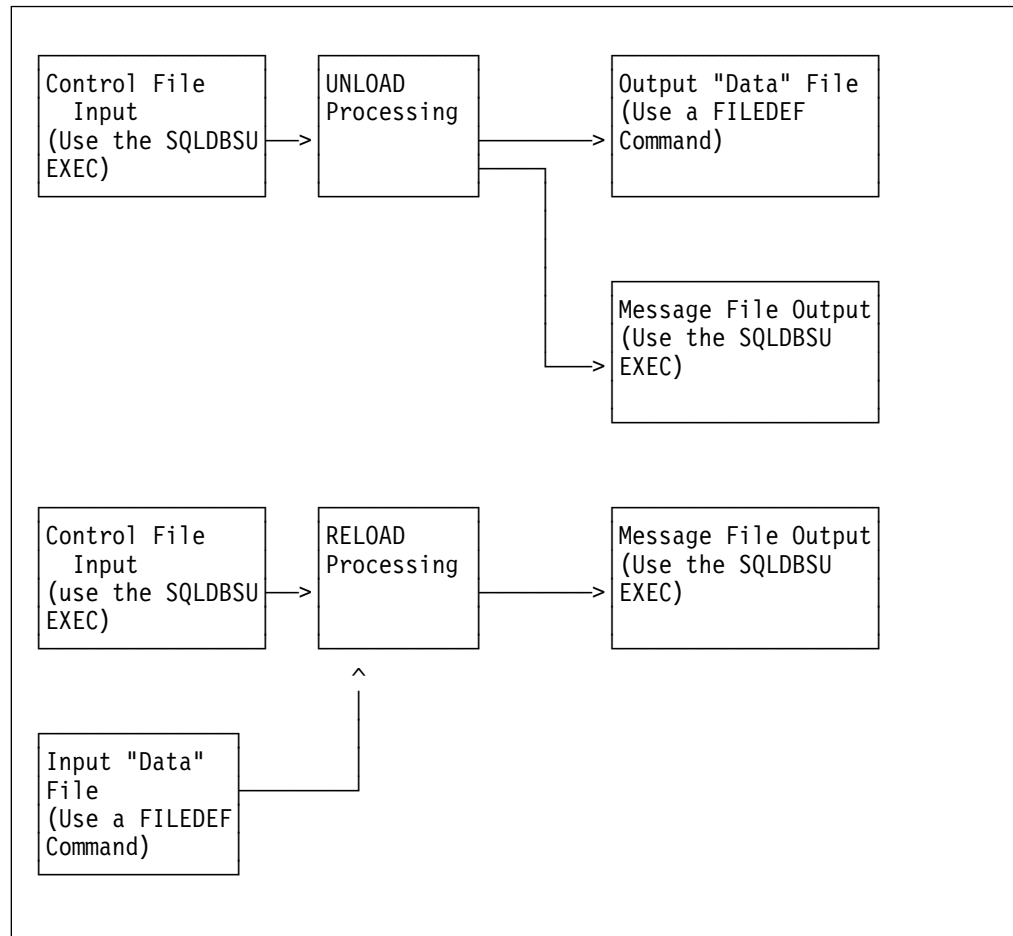 Control File
Input
(Use the SQLDBSU
EXEC)
UNLOAD
Processing
Output "Data" File
(Use a FILEDEF
Command)
Message File Output
(Use the SQLDBSU
EXEC)
Control File
Input
(use the SQLDBSU
EXEC)
RELOAD
Processing
Message File Output
(Use the SQLDBSU
EXEC)
Input "Data"
File
(Use a FILEDEF
Command)